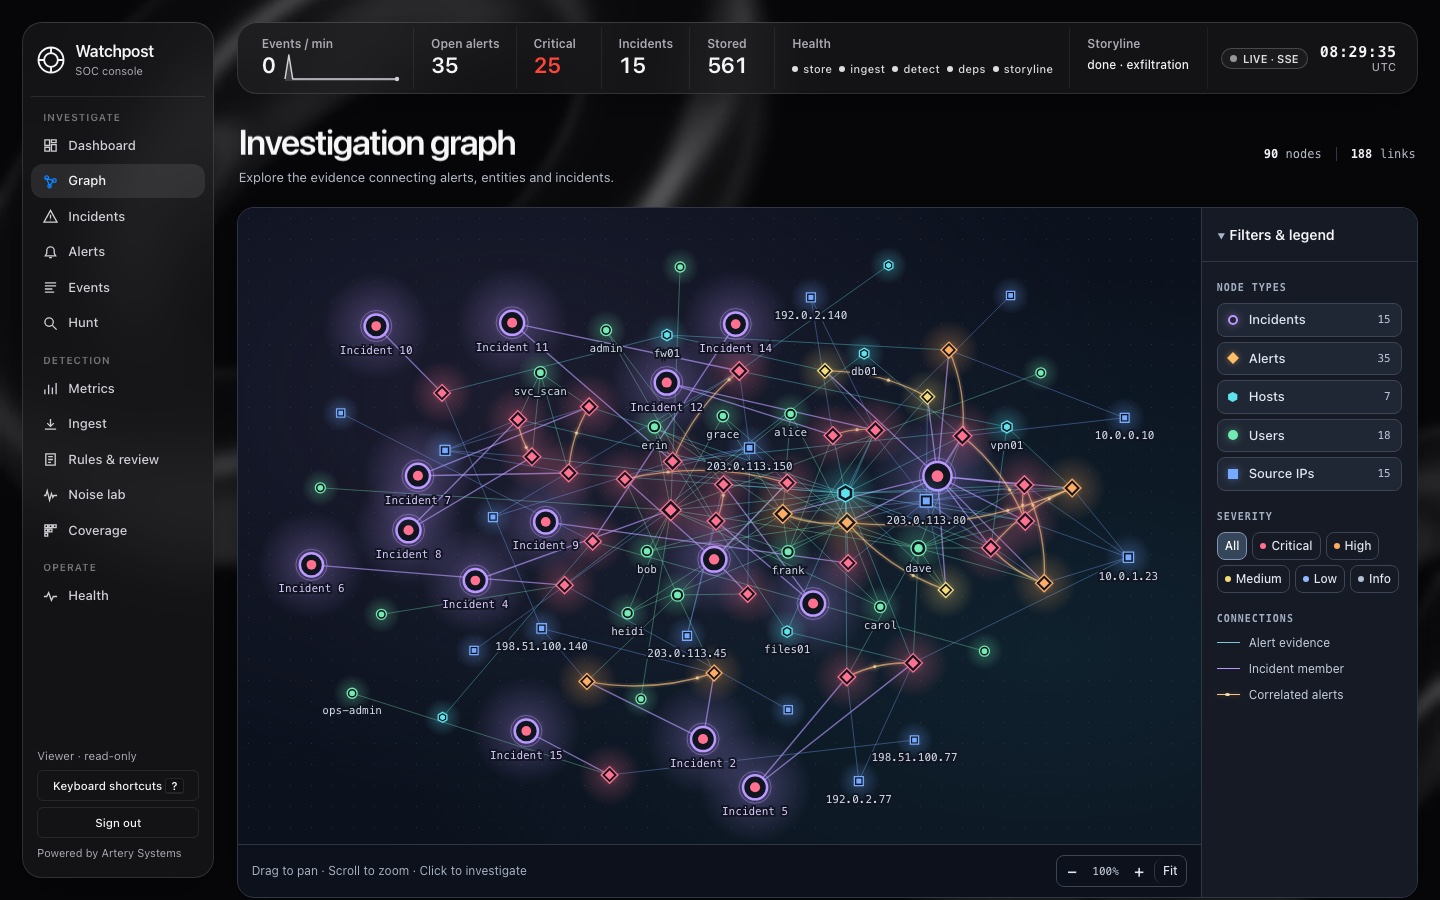 Watchpost
SOC console
INVESTIGATE
Dashboard
Graph
Incidents
Alerts
Events
Hunt
DETECTION
Metrics
Ingest
Rules & review
Noise lab
Coverage
OPERATE
Health
Viewer · read-only
Keyboard shortcuts ?
Sign out
Powered by Artery Systems
Events / min
0
Open alerts
35
Critical
25
Incidents
15
Stored
561
Health
store ingest detect deps storyline
Storyline
done · exfiltration
LIVE · SSE
08:29:35
UTC
Investigation graph
Explore the evidence connecting alerts, entities and incidents.
90 nodes 188 links
192.0.2.140
Incident 10
Incident 11
admin
fw01
Incident 14
db01
svc_scan
Incident 12
grace
alice
erin
10.0.0.10
vpn01
203.0.113.150
Incident 7
203.0.113.80
Incident 9
Incident 8
bob
frank
dave
10.0.1.23
Incident 6
Incident 4
heidi
carol
198.51.100.140
203.0.113.45
files01
ops-admin
Incident 15
Incident 2
198.51.100.77
192.0.2.77
Incident 5
Drag to pan · Scroll to zoom · Click to investigate
− 100% + Fit
▾ Filters & legend
NODE TYPES
Incidents 15
Alerts 35
Hosts 7
Users 18
Source IPs 15
SEVERITY
All Critical High
Medium Low Info
CONNECTIONS
Alert evidence
Incident member
Correlated alerts